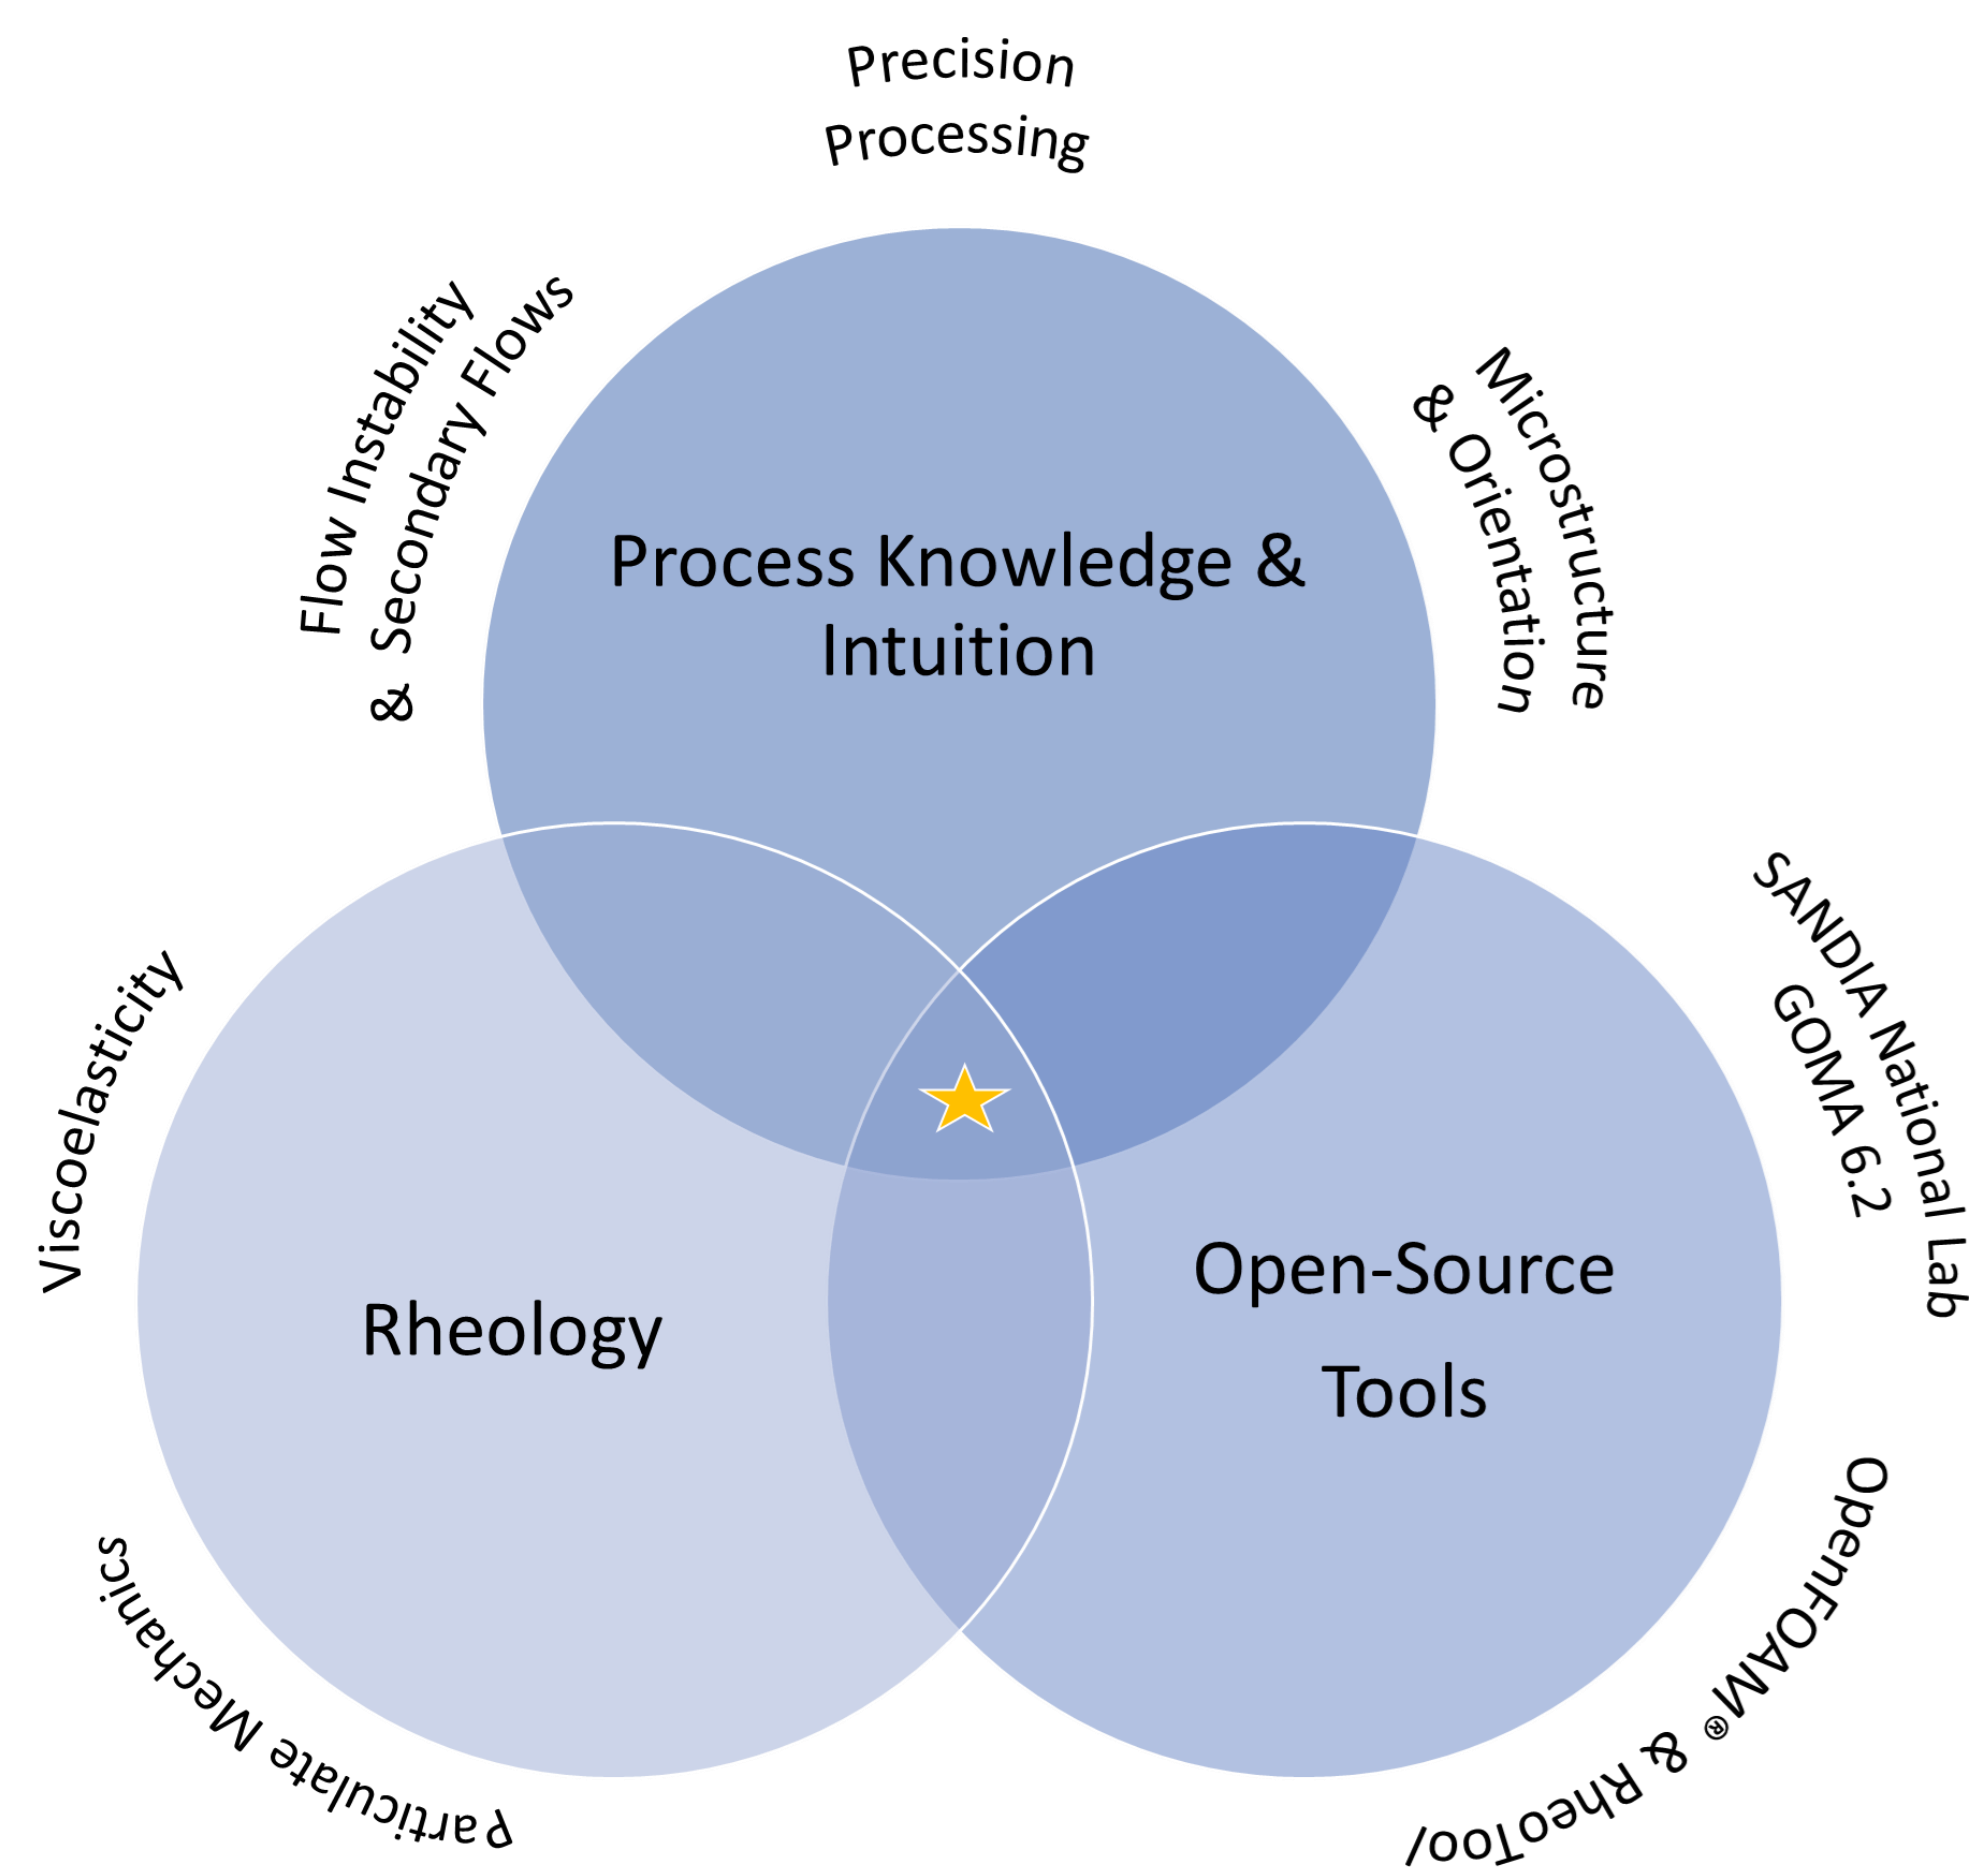 Precision
Processing
Flow Instability
& Secondary Flows
Microstructure
& Orientation
Process Knowledge &
Intuition
SANDIA National Lab
GOMA 6.2
Viscoelasticity
Rheology
Open-Source
Tools
Particulate Mechanics
OpenFOAM® & RheoTool